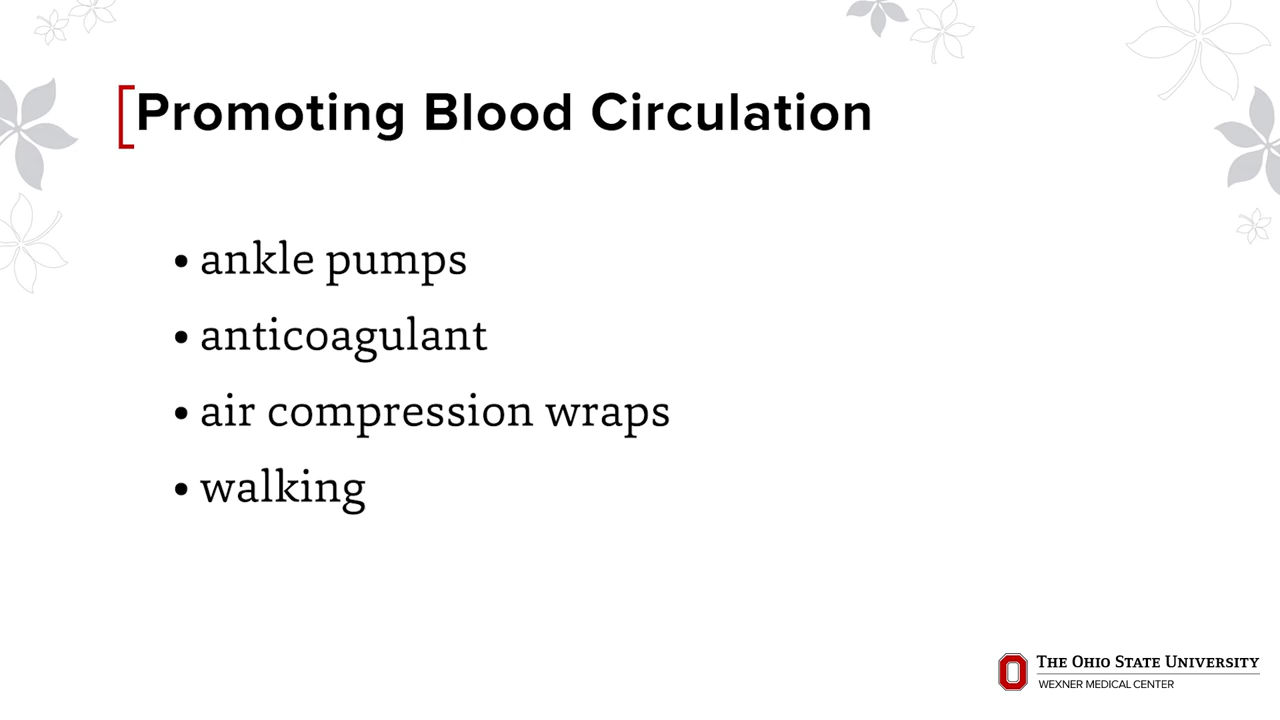 Promoting Blood Circulation
• ankle pumps
• anticoagulant
• air compression wraps
• walking
The Ohio State University
WEXNER MEDICAL CENTER